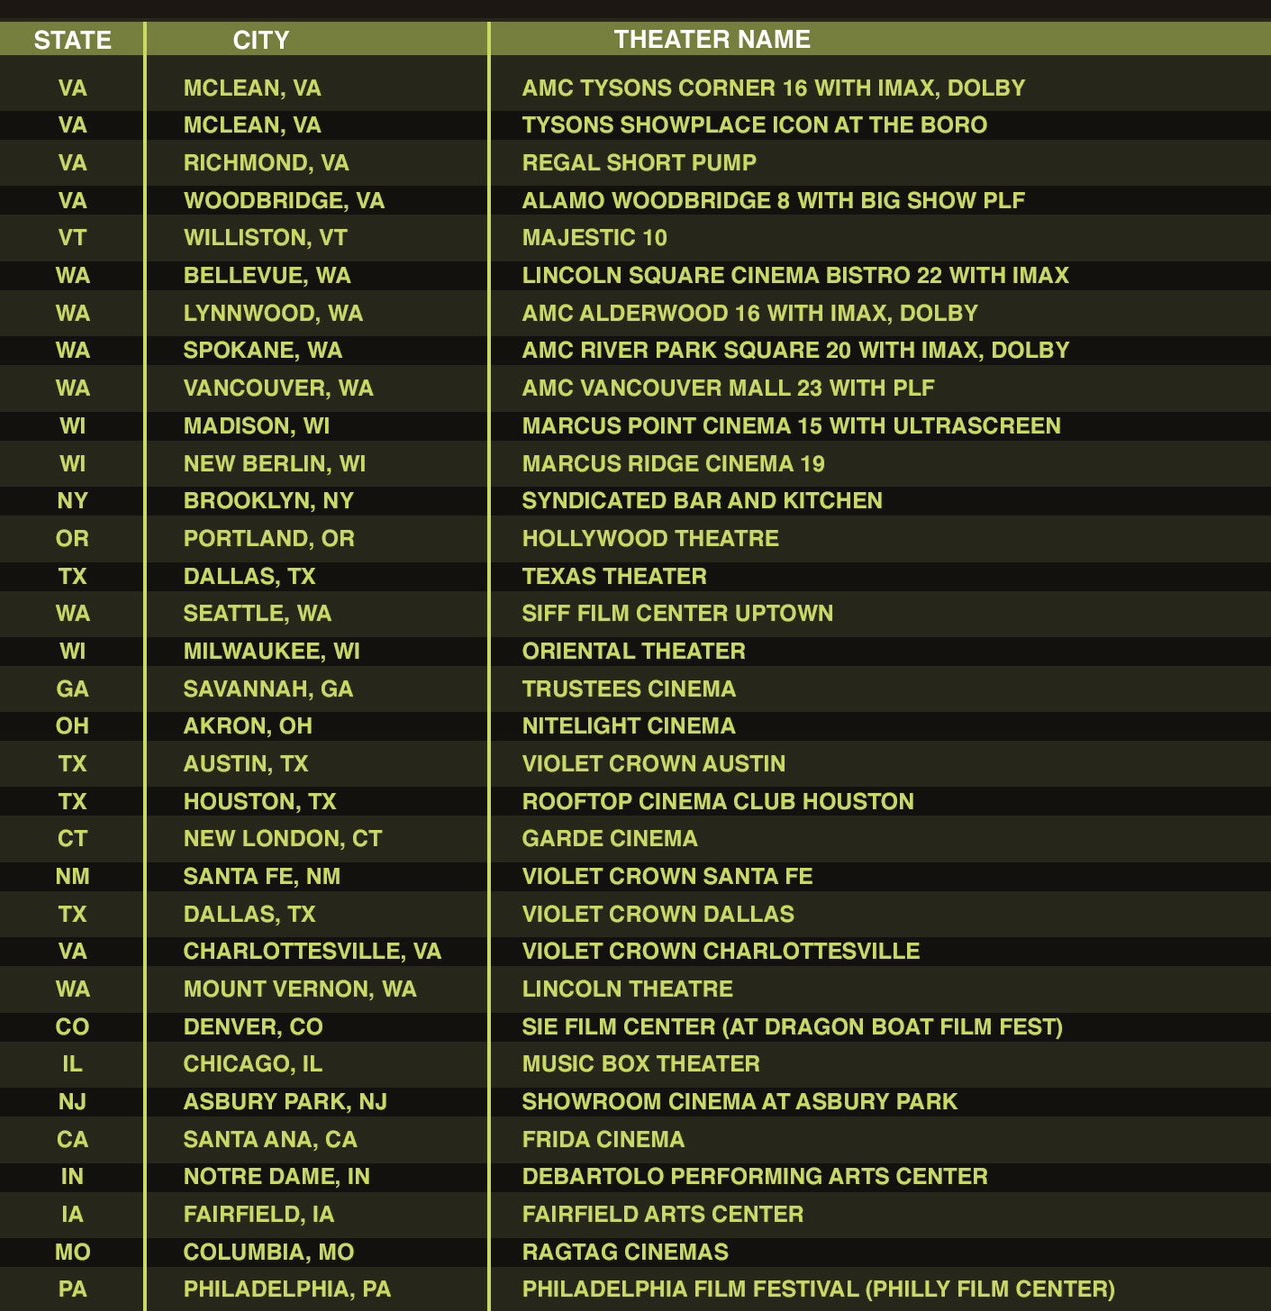 STATE CITY THEATER NAME
VA MCLEAN, VA AMC TYSONS CORNER 16 WITH IMAX, DOLBY
VA MCLEAN, VA TYSONS SHOWPLACE ICON AT THE BORO
VA RICHMOND, VA REGAL SHORT PUMP
VA WOODBRIDGE, VA ALAMO WOODBRIDGE 8 WITH BIG SHOW PLF
VT WILLISTON, VT MAJESTIC 10
WA BELLEVUE, WA LINCOLN SQUARE CINEMA BISTRO 22 WITH IMAX
WA LYNNWOOD, WA AMC ALDERWOOD 16 WITH IMAX, DOLBY
WA SPOKANE, WA AMC RIVER PARK SQUARE 20 WITH IMAX, DOLBY
WA VANCOUVER, WA AMC VANCOUVER MALL 23 WITH PLF
WI MADISON, WI MARCUS POINT CINEMA 15 WITH ULTRASCREEN
WI NEW BERLIN, WI MARCUS RIDGE CINEMA 19
NY BROOKLYN, NY SYNDICATED BAR AND KITCHEN
OR PORTLAND, OR HOLLYWOOD THEATRE
TX DALLAS, TX TEXAS THEATER
WA SEATTLE, WA SIFF FILM CENTER UPTOWN
WI MILWAUKEE, WI ORIENTAL THEATER
GA SAVANNAH, GA TRUSTEES CINEMA
OH AKRON, OH NITELIGHT CINEMA
TX AUSTIN, TX VIOLET CROWN AUSTIN
TX HOUSTON, TX ROOFTOP CINEMA CLUB HOUSTON
CT NEW LONDON, CT GARDE CINEMA
NM SANTA FE, NM VIOLET CROWN SANTA FE
TX DALLAS, TX VIOLET CROWN DALLAS
VA CHARLOTTESVILLE, VA VIOLET CROWN CHARLOTTESVILLE
WA MOUNT VERNON, WA LINCOLN THEATRE
CO DENVER, CO SIE FILM CENTER (AT DRAGON BOAT FILM FEST)
IL CHICAGO, IL MUSIC BOX THEATER
NJ ASBURY PARK, NJ SHOWROOM CINEMA AT ASBURY PARK
CA SANTA ANA, CA FRIDA CINEMA
IN NOTRE DAME, IN DEBARTOLO PERFORMING ARTS CENTER
IA FAIRFIELD, IA FAIRFIELD ARTS CENTER
MO COLUMBIA, MO RAGTAG CINEMAS
PA PHILADELPHIA, PA PHILADELPHIA FILM FESTIVAL (PHILLY FILM CENTER)